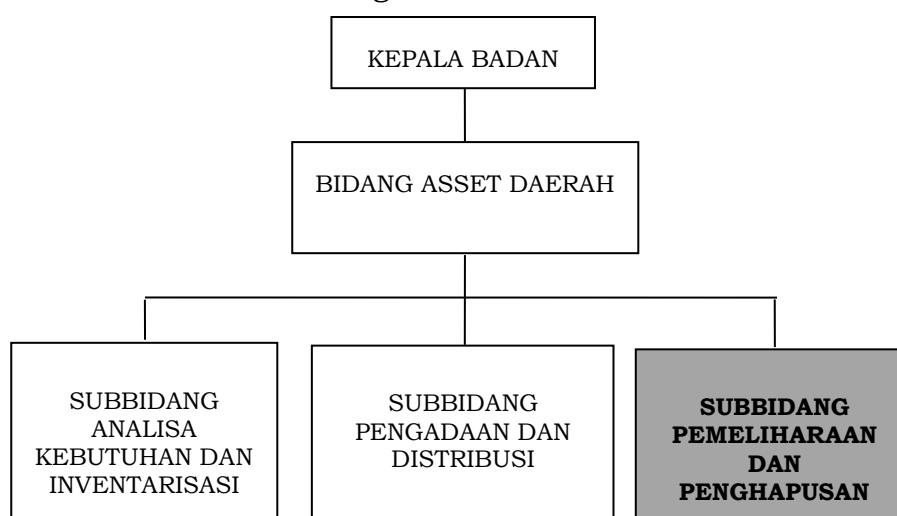 KEPALA BADAN
BIDANG ASSET DAERAH
SUBBIDANG
ANALISA
KEBUTUHAN DAN
INVENTARISASI
SUBBIDANG
PENGADAAN DAN
DISTRIBUSI
SUBBIDANG
PEMELIHARAAN
DAN
PENGHAPUSAN